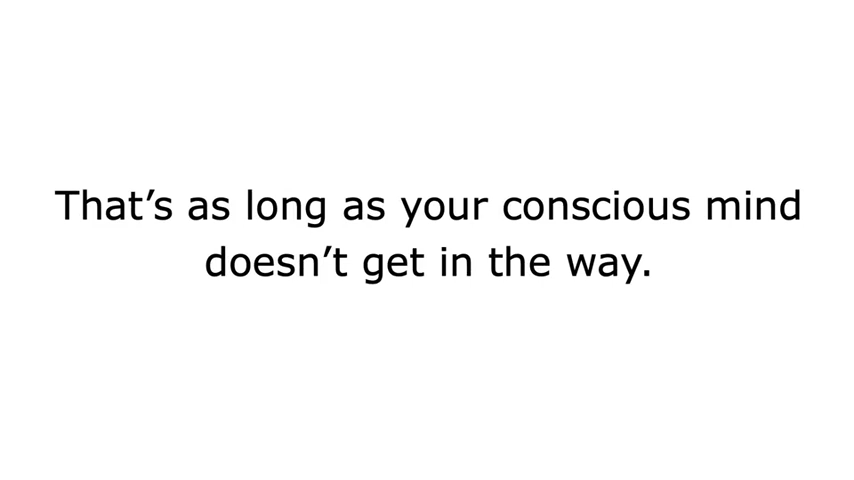 That’s as long as your conscious mind
doesn’t get in the way.